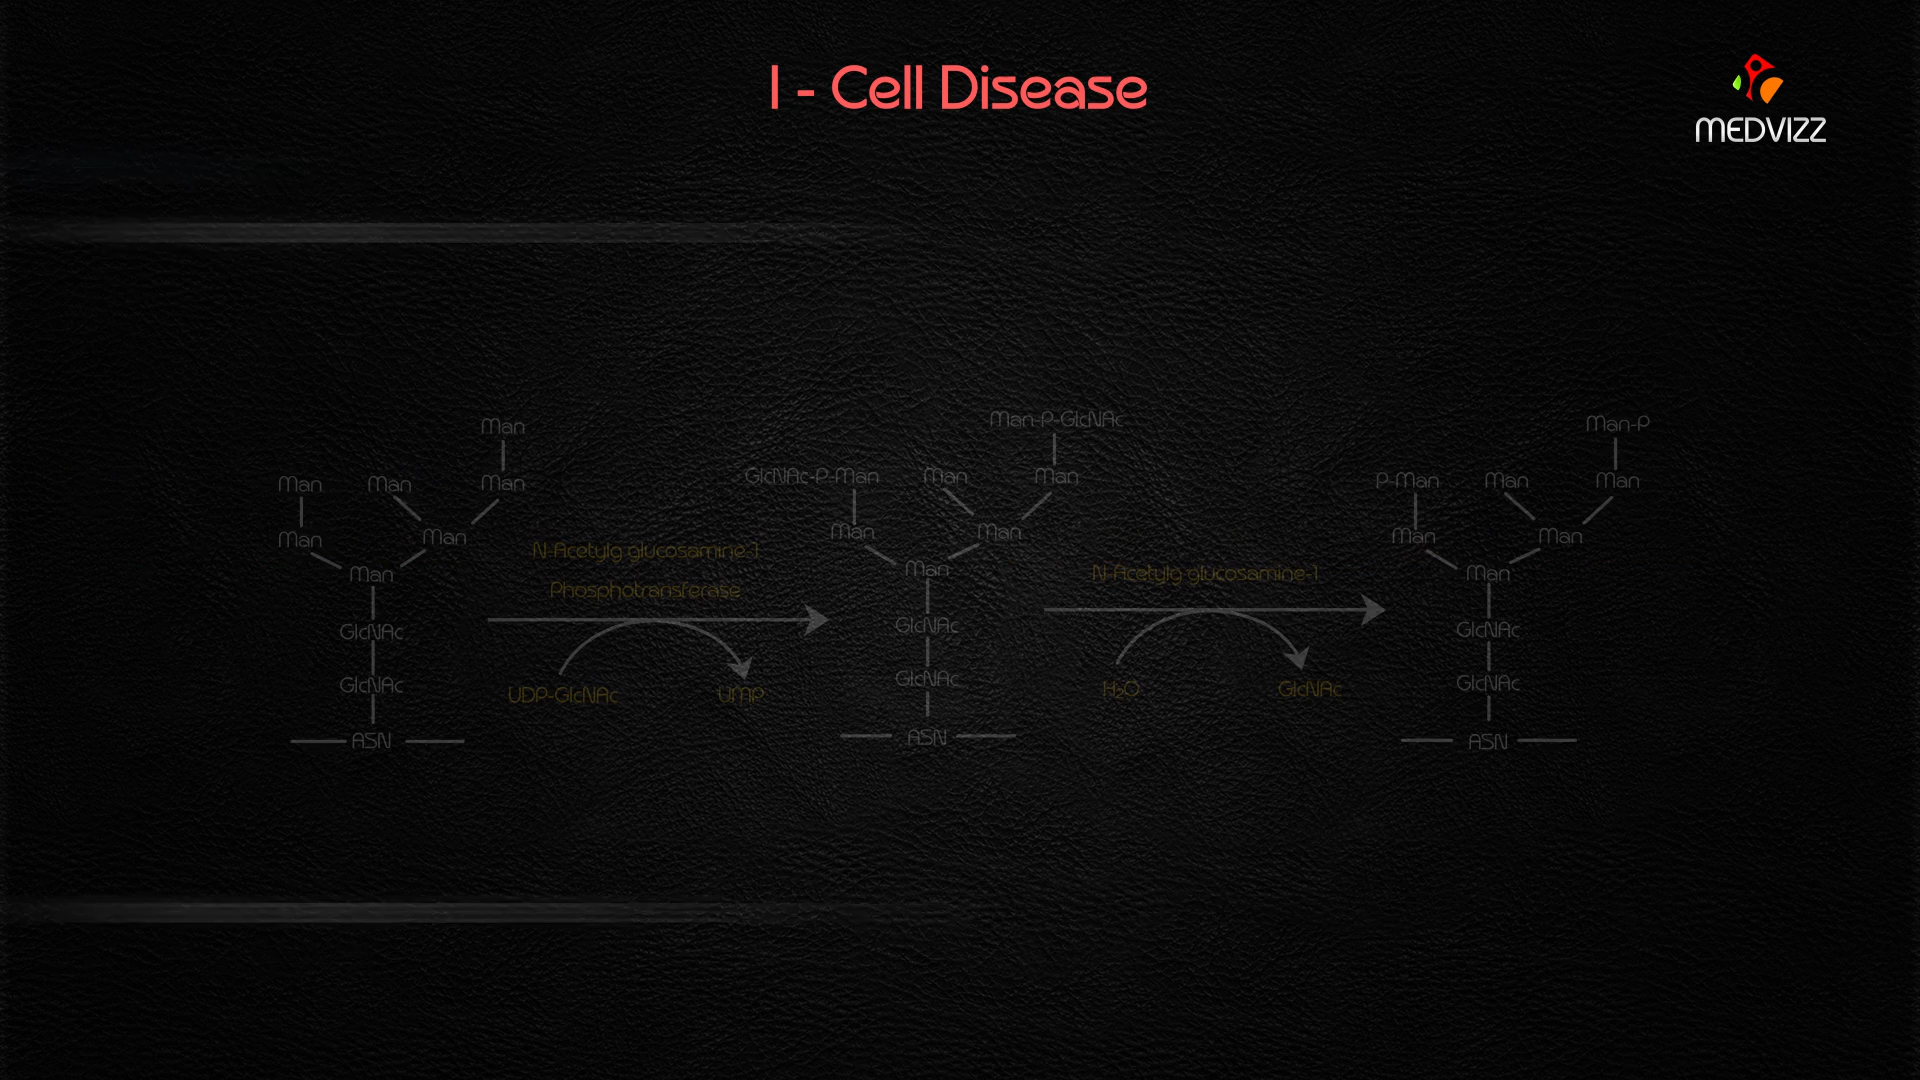 I - Cell Disease
MEDVIZZ
Man
Man Man Man
Man Man
Man
GlcNAc
GlcNAc
ASN
N-Acetylg glucosamine-1
Phosphotransferase
UDP-GlcNAc UMP
Man-P-GlcNAc
GlcNAc-P-Man Man Man
Man Man
Man
GlcNAc
GlcNAc
ASN
N-Acetylg glucosamine-1
H₂O GlcNAc
Man-P
P-Man Man Man
Man Man
Man
GlcNAc
GlcNAc
ASN